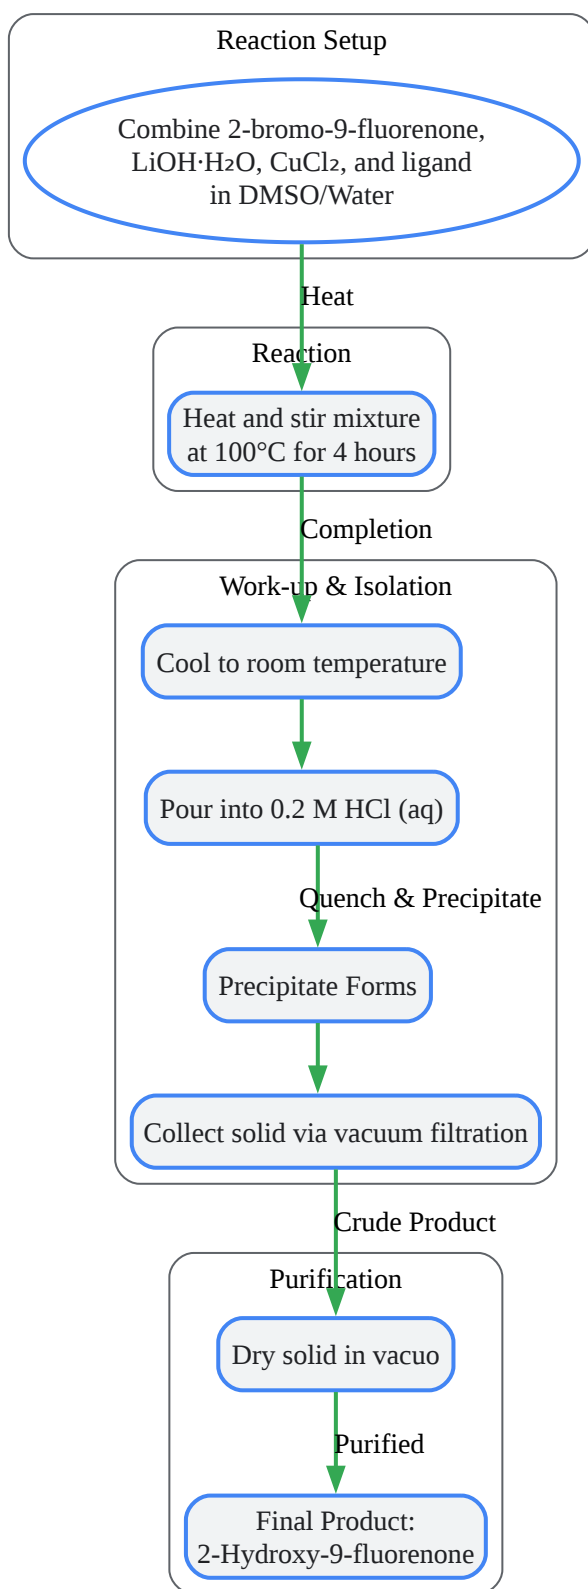 Reaction Setup
Combine 2-bromo-9-fluorenone,
LiOH·H₂O, CuCl₂, and ligand
in DMSO/Water
Heat
Reaction
Heat and stir mixture
at 100°C for 4 hours
Completion
Work-up & Isolation
Cool to room temperature
Pour into 0.2 M HCl (aq)
Quench & Precipitate
Precipitate Forms
Collect solid via vacuum filtration
Crude Product
Purification
Dry solid in vacuo
Purified
Final Product:
2-Hydroxy-9-fluorenone